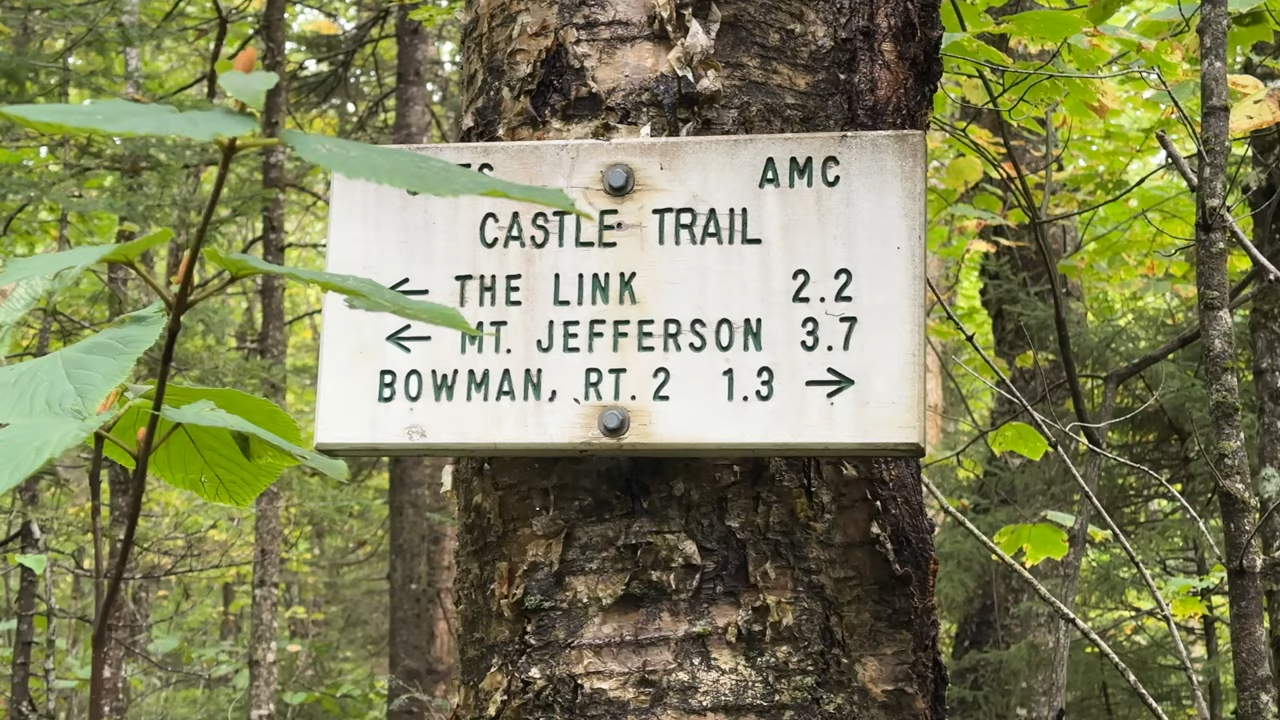 AMC
CASTLE TRAIL
← THE LINK 2.2
← MT. JEFFERSON 3.7
BOWMAN, RT. 2 1.3 →